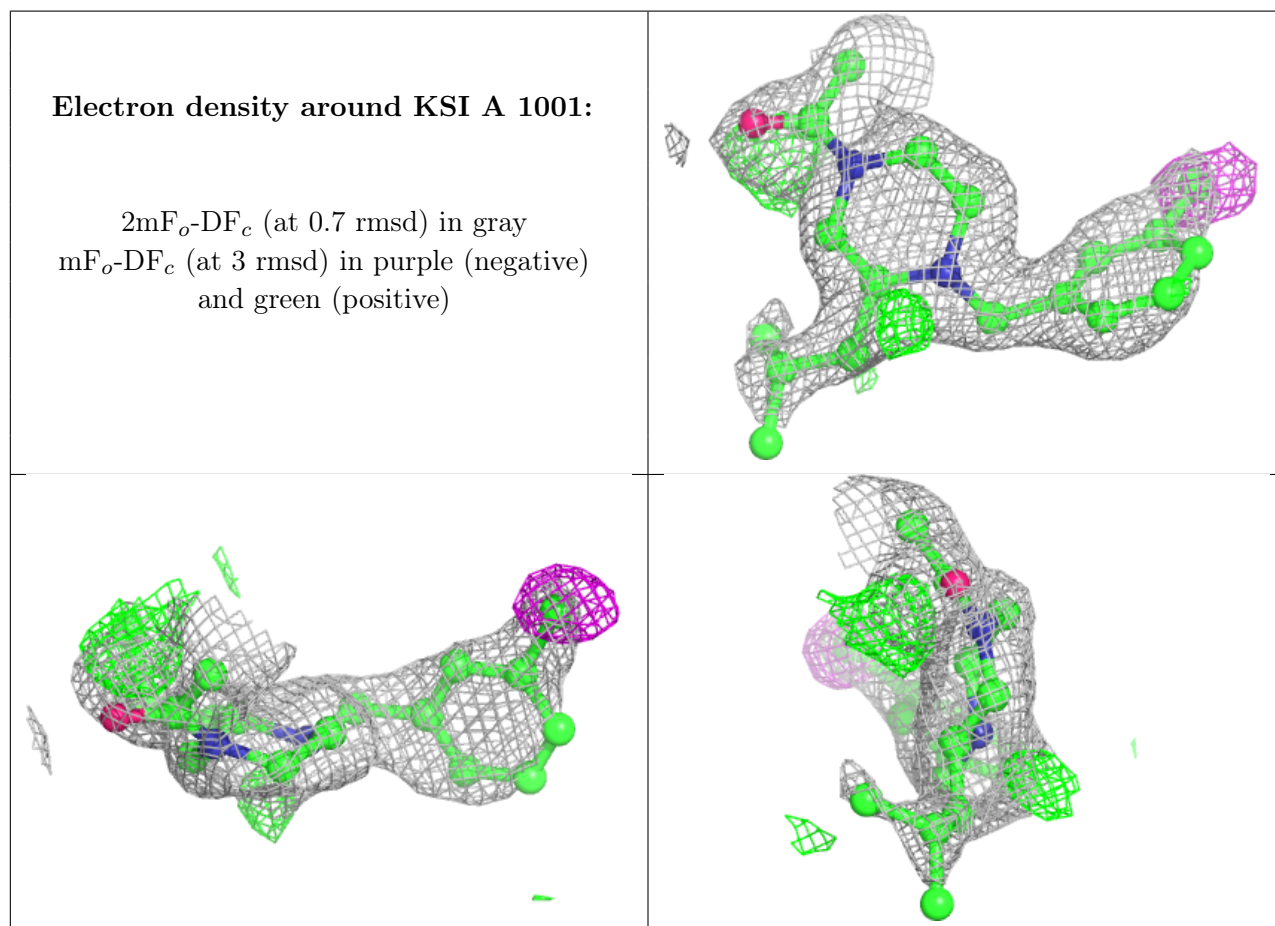 Electron density around KSI A 1001:
2mFo-DFc (at 0.7 rmsd) in gray
mFo-DFc (at 3 rmsd) in purple (negative)
and green (positive)